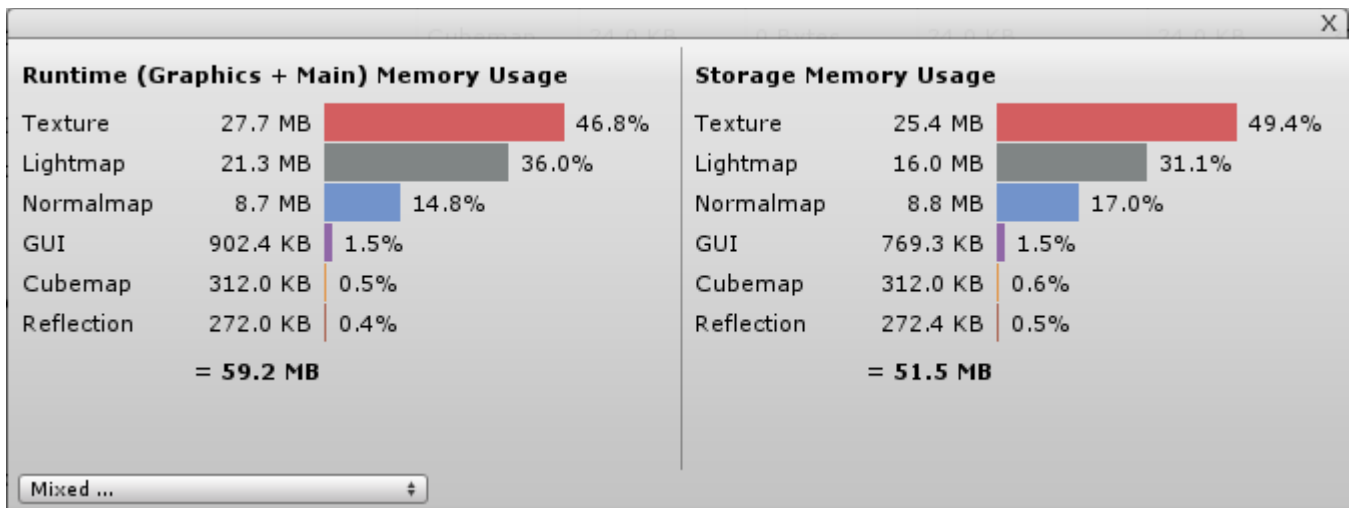 X
Runtime (Graphics + Main) Memory Usage
Texture 27.7 MB 46.8%
Lightmap 21.3 MB 36.0%
Normalmap 8.7 MB 14.8%
GUI 902.4 KB 1.5%
Cubemap 312.0 KB 0.5%
Reflection 272.0 KB 0.4%
= 59.2 MB
Mixed ...
Storage Memory Usage
Texture 25.4 MB 49.4%
Lightmap 16.0 MB 31.1%
Normalmap 8.8 MB 17.0%
GUI 769.3 KB 1.5%
Cubemap 312.0 KB 0.6%
Reflection 272.4 KB 0.5%
= 51.5 MB